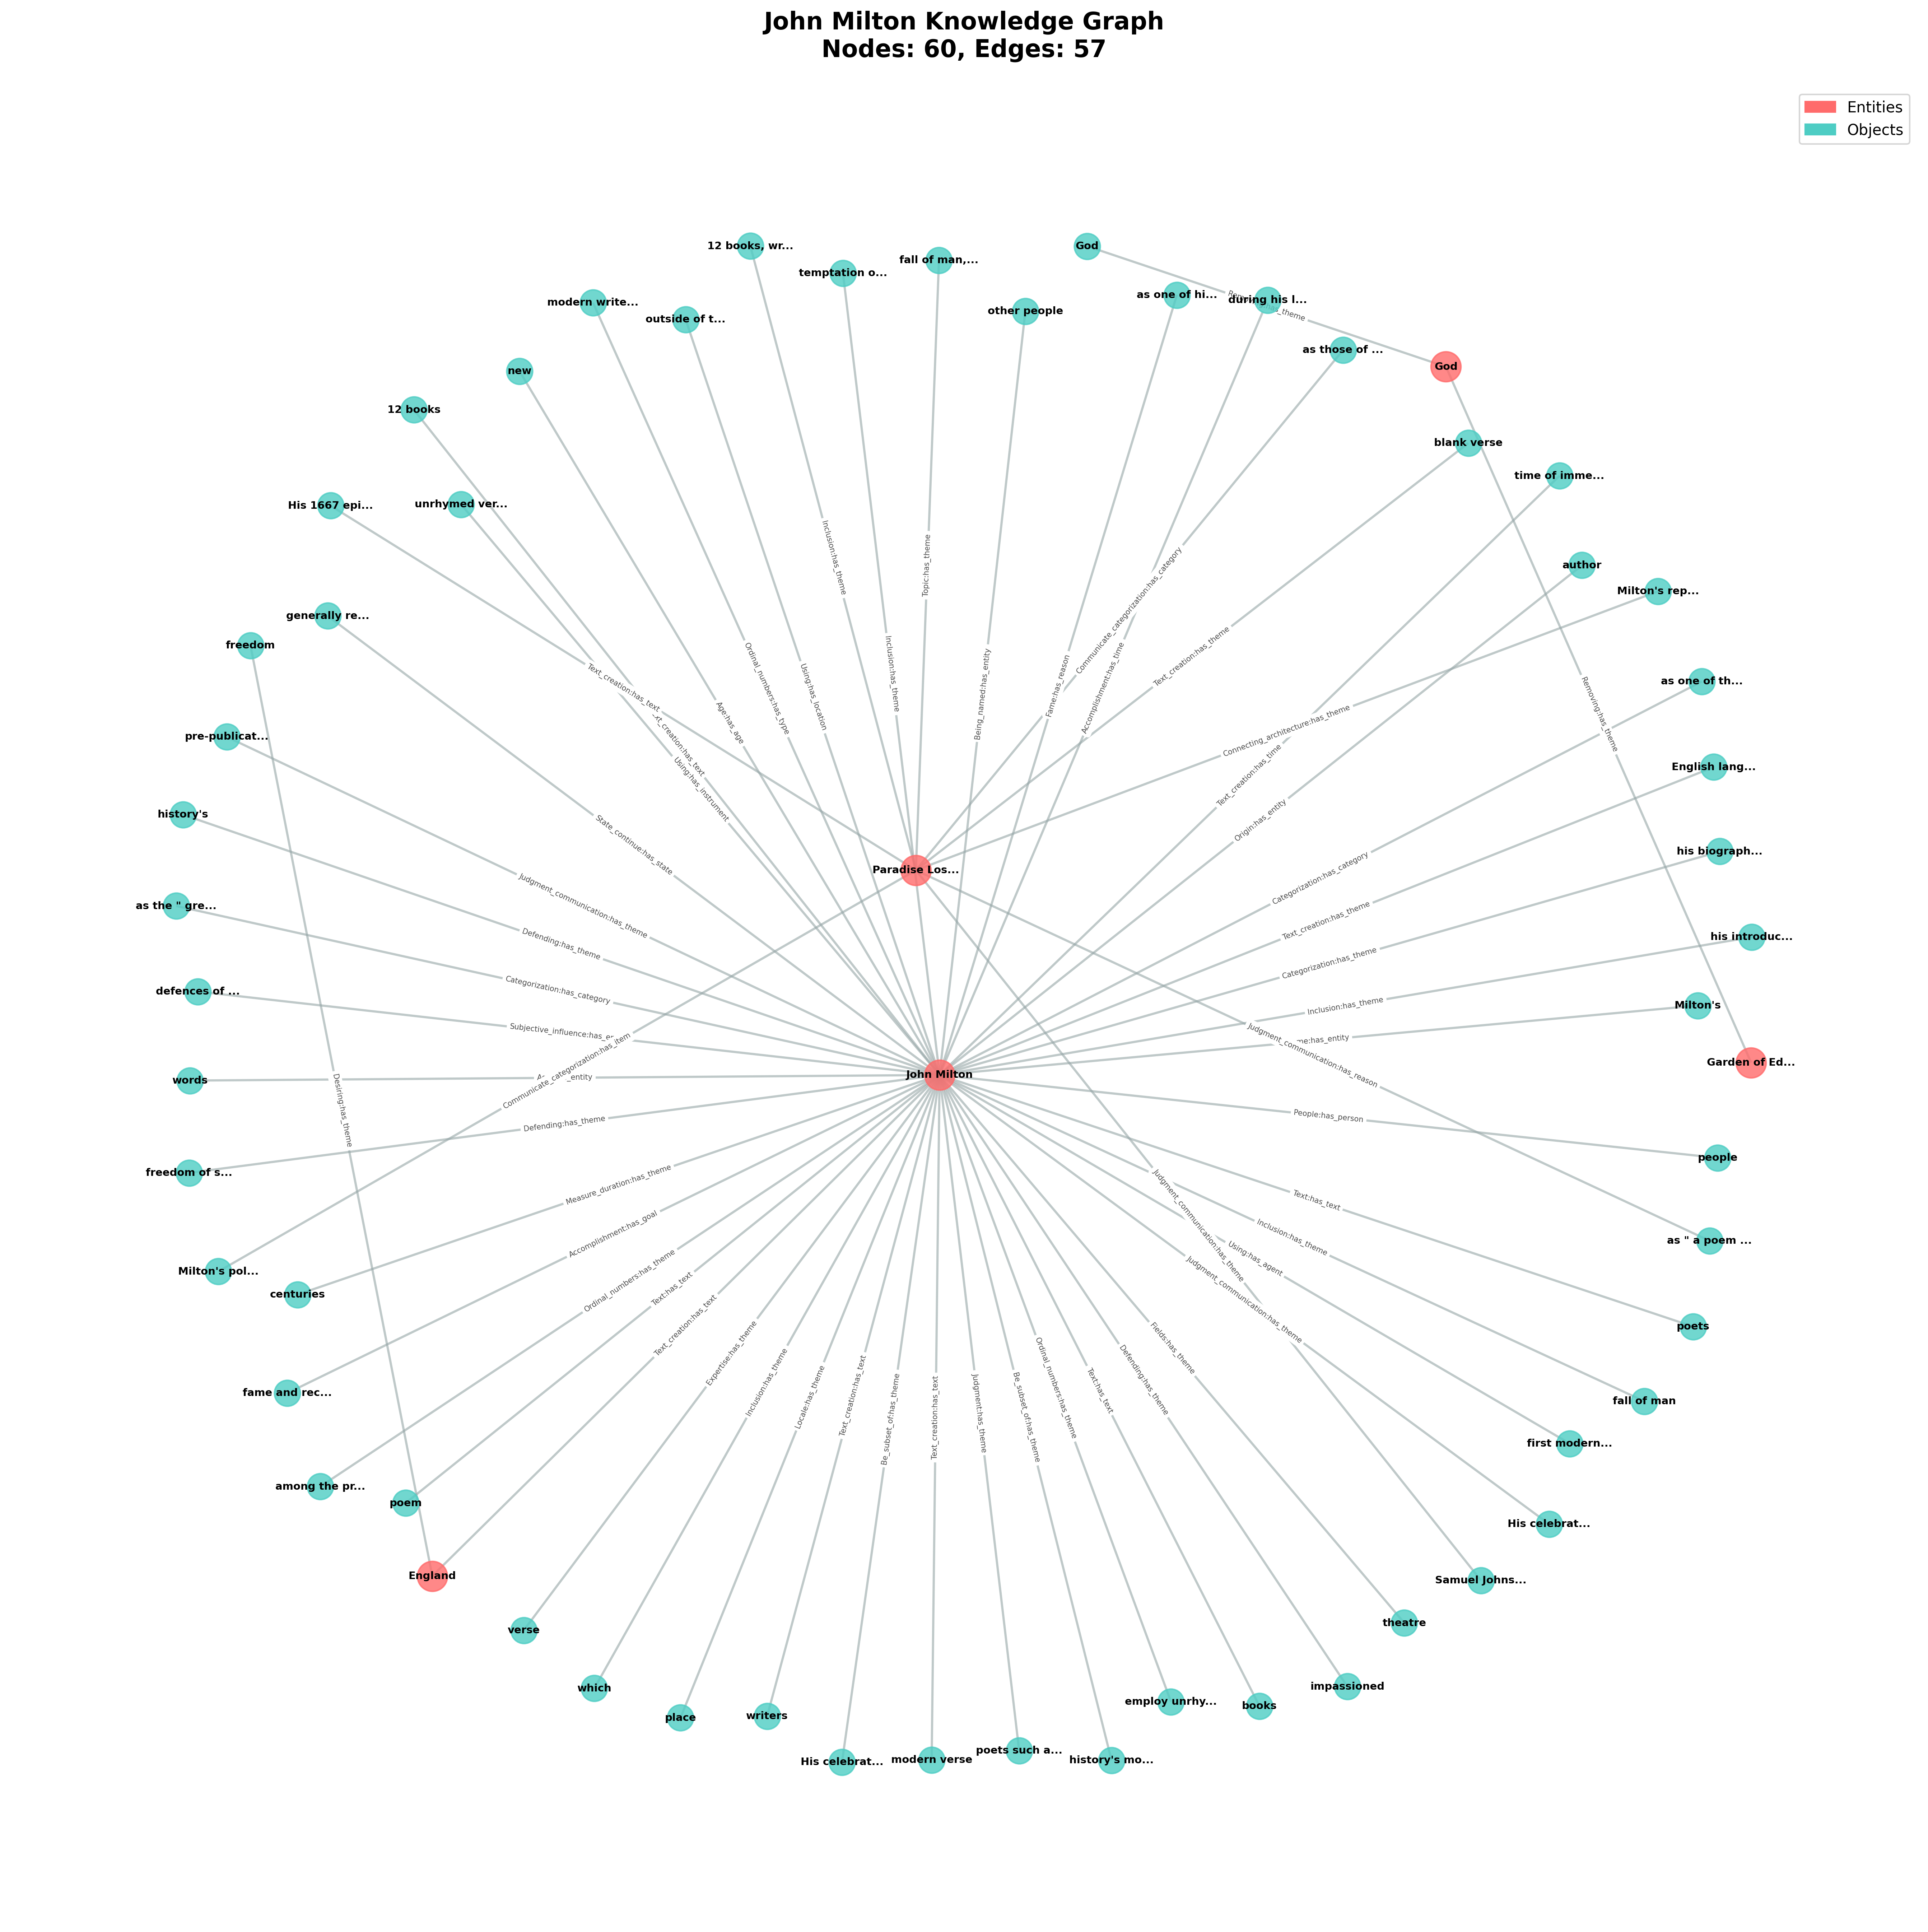 John Milton Knowledge Graph
Nodes: 60, Edges: 57
Entities
Objects
12 books, wr...
God
fall of man,...
temptation o...
as one of hi...
during his l...
modern write...
other people
outside of t...
as those of ...
God
new
12 books
blank verse
time of imme...
His 1667 epi...
unrhymed ver...
author
Milton's rep...
generally re...
freedom
as one of th...
pre-publicat...
English lang...
history's
his biograph...
Paradise Los...
as the " gre...
his introduc...
defences of ...
Milton's
Garden of Ed...
John Milton
words
people
freedom of s...
as " a poem ...
Milton's pol...
centuries
poets
fame and rec...
fall of man
first modern...
among the pr...
poem
His celebrat...
England
Samuel Johns...
theatre
verse
impassioned
which
employ unrhy...
books
place
writers
poets such a...
modern verse
history's mo...
His celebrat...
Inclusion:has_theme
Topic:has_theme
Inclusion:has_theme
Communicate_categorization:has_category
Text_creation:has_theme
Connecting_architecture:has_theme
Text_creation:has_text
Being_named:has_entity
Fame:has_reason
Accomplishment:has_time
Text_creation:has_time
Origin:has_entity
Removing:has_theme
Ordinal_numbers:has_type
Using:has_location
Age:has_age
Using:has_instrument
State_continue:has_state
Judgment_communication:has_theme
Defending:has_theme
Categorization:has_category
Categorization:has_category
Text_creation:has_theme
Categorization:has_theme
Inclusion:has_theme
Judgment_communication:has_reason
Communicate_categorization:has_item
Desiring:has_theme
Defending:has_theme
People:has_person
Measure_duration:has_theme
Accomplishment:has_goal
Ordinal_numbers:has_theme
Text:has_text
Text_creation:has_text
Text:has_text
Inclusion:has_theme
Using:has_agent
Judgment_communication:has_theme
Judgment_communication:has_theme
Expertise:has_theme
Inclusion:has_theme
Locale:has_theme
Text_creation:has_text
Be_subset_of:has_theme
Text_creation:has_text
Judgment:has_theme
Be_subset_of:has_theme
Ordinal_numbers:has_theme
Text:has_text
Defending:has_theme
Fields:has_theme